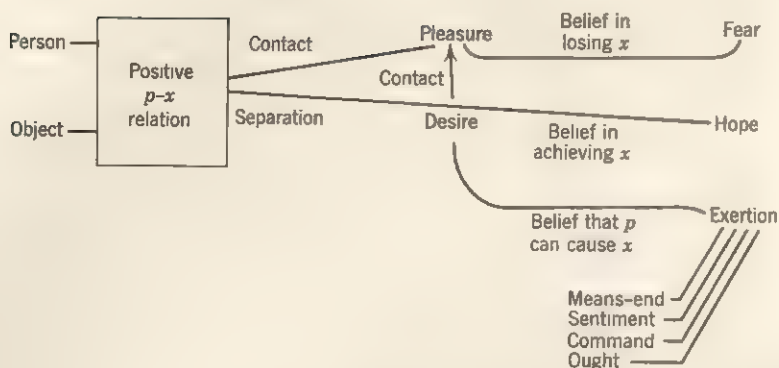 Person
Object
Positive
p–x
relation
Contact
Separation
Pleasure
Contact
Desire
Belief in
losing x
Fear
Belief in
achieving x
Hope
Belief that p
can cause x
Exertion
Means–end
Sentiment
Command
Ought